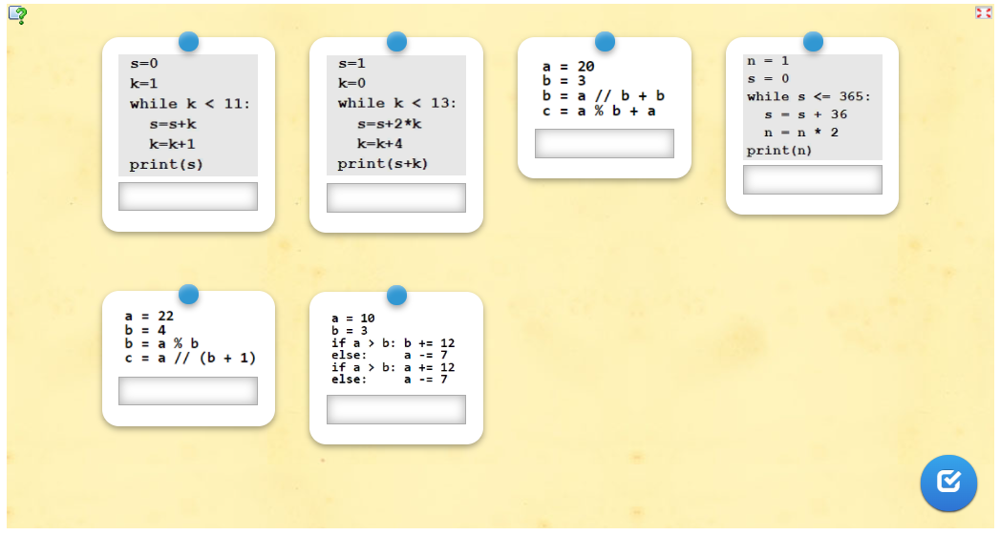 s=0
k=1
while k < 11:
s=s+k
k=k+1
print(s)
s=1
k=0
while k < 13:
s=s+2*k
k=k+4
print(s+k)
a = 20
b = 3
b = a // b + b
c = a % b + a
n = 1
s = 0
while s <= 365:
s = s + 36
n = n * 2
print(n)
a = 22
b = 4
b = a % b
c = a // (b + 1)
a = 10
b = 3
if a > b: b += 12
else: a -= 7
if a > b: a += 12
else: a -= 7